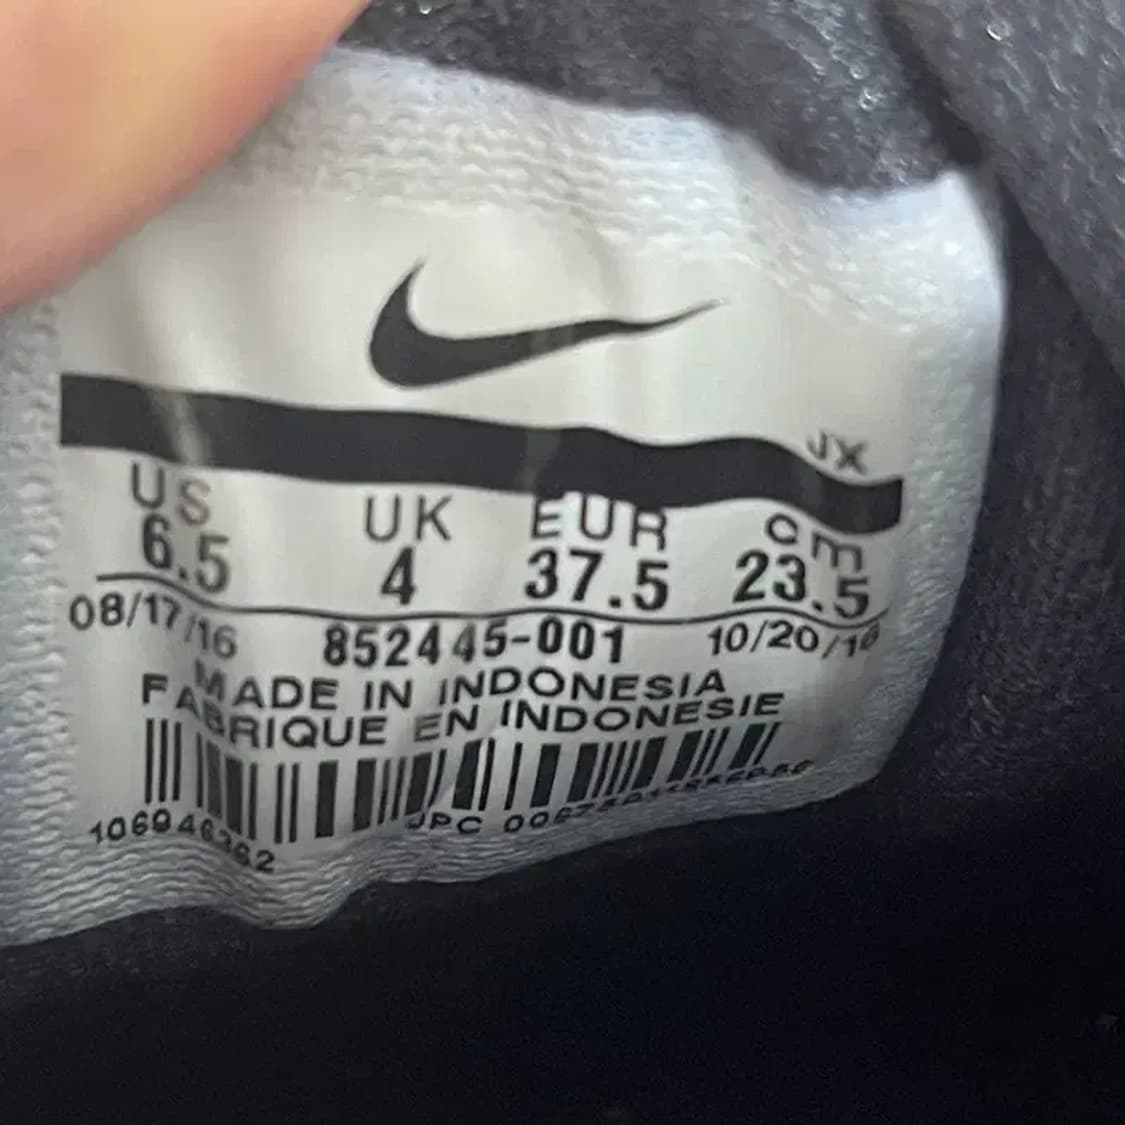 JX
US UK EUR cm
6.5 4 37.5 23.5
08/17/16 852445-001 10/20/16
MADE IN INDONESIA
FABRIQUE EN INDONESIE
JPC